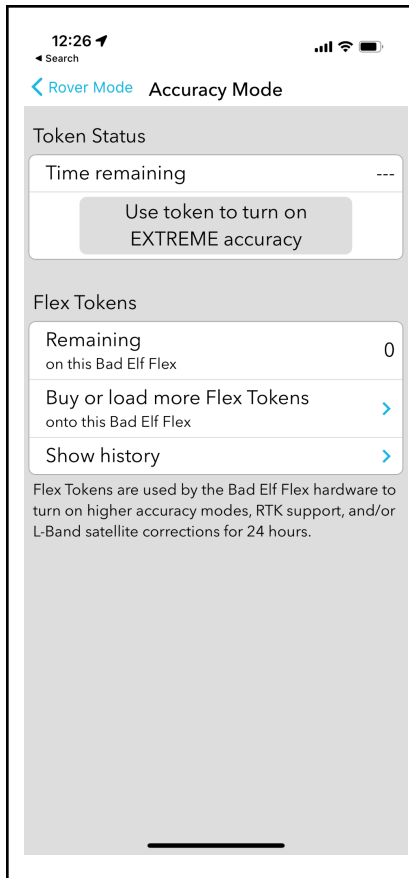 12:26
◀ Search
Rover Mode Accuracy Mode
Token Status
Time remaining ---
Use token to turn on
EXTREME accuracy
Flex Tokens
Remaining
on this Bad Elf Flex
0
Buy or load more Flex Tokens
onto this Bad Elf Flex
Show history
Flex Tokens are used by the Bad Elf Flex hardware to
turn on higher accuracy modes, RTK support, and/or
L-Band satellite corrections for 24 hours.